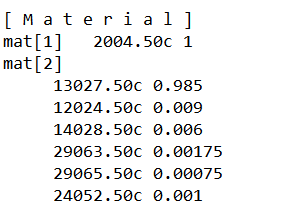 [ M a t e r i a l ]
mat[1]   2004.50c 1
mat[2]
      13027.50c 0.985
      12024.50c 0.009
      14028.50c 0.006
      29063.50c 0.00175
      29065.50c 0.00075
      24052.50c 0.001